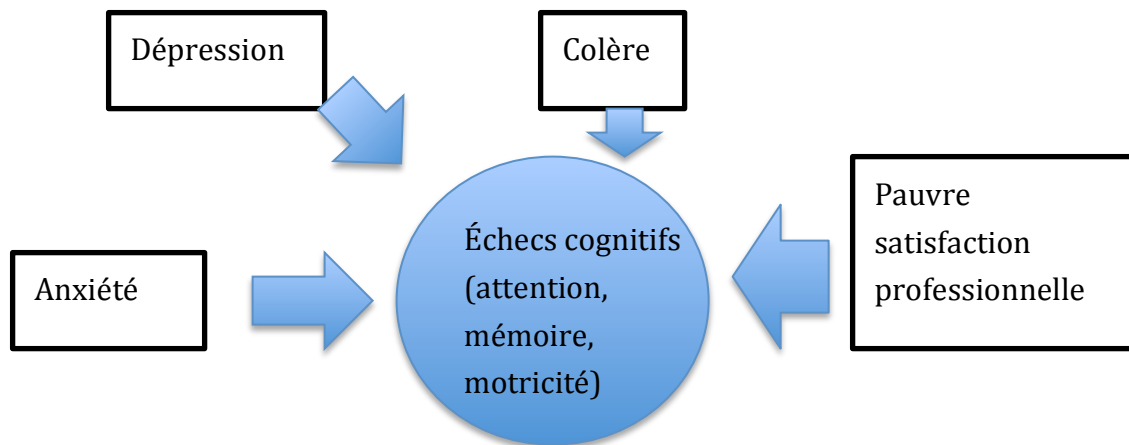 Dépression
Colère
Anxiété
Échecs cognitifs
(attention,
mémoire,
motricité)
Pauvre
satisfaction
professionnelle